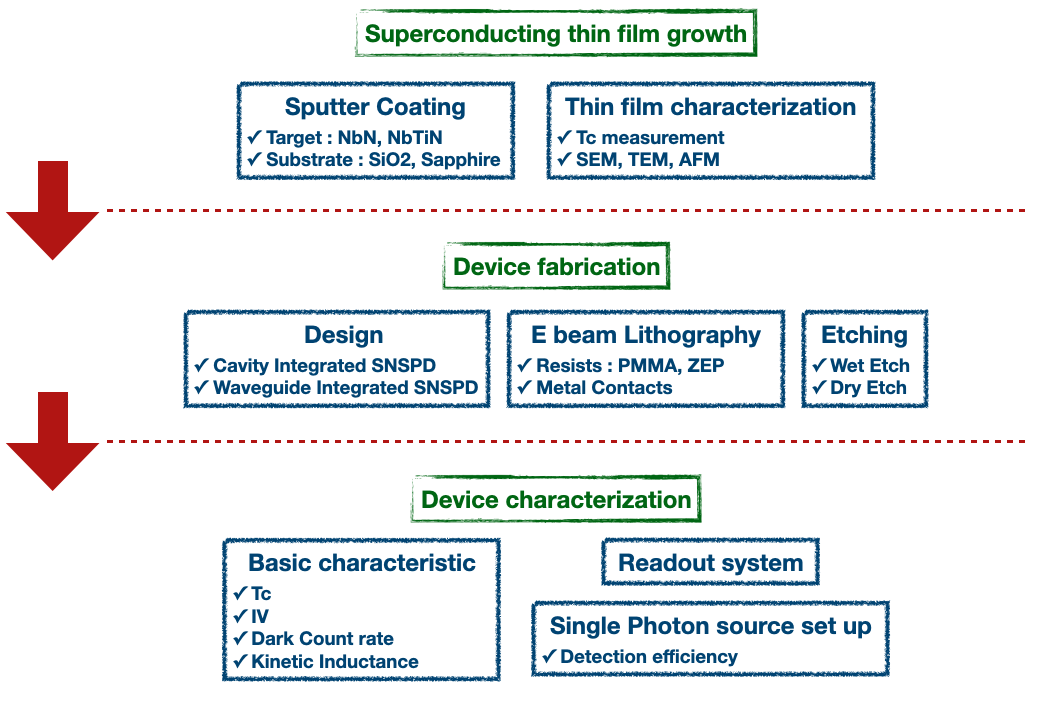 Superconducting thin film growth
Sputter Coating
✓ Target : NbN, NbTiN
✓ Substrate : SiO2, Sapphire
Thin film characterization
✓ Tc measurement
✓ SEM, TEM, AFM
Device fabrication
Design
✓ Cavity Integrated SNSPD
✓ Waveguide Integrated SNSPD
E beam Lithography
✓ Resists : PMMA, ZEP
✓ Metal Contacts
Etching
✓ Wet Etch
✓ Dry Etch
Device characterization
Basic characteristic
✓ Tc
✓ IV
✓ Dark Count rate
✓ Kinetic Inductance
Readout system
Single Photon source set up
✓ Detection efficiency